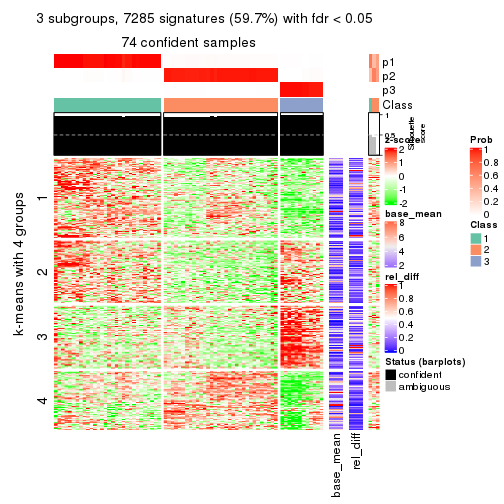 3 subgroups, 7285 signatures (59.7%) with fdr < 0.05
74 confident samples
p1
p2
p3
Class
1
0.5
Silhouette
score
k-means with 4 groups
1
2
3
4
base_mean
rel_diff
z-score
2
1
0
-1
-2
base_mean
8
6
4
2
rel_diff
1
0.8
0.6
0.4
0.2
0
Status (barplots)
confident
ambiguous
Prob
1
0.8
0.6
0.4
0.2
0
Class
1
2
3